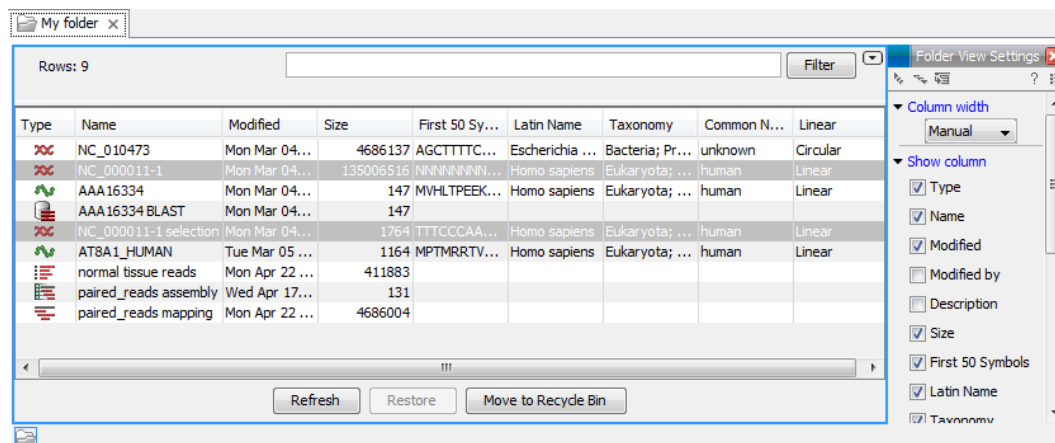 My folder
Rows: 9 Filter
Type Name Modified Size First 50 Sy... Latin Name Taxonomy Common N... Linear
NC_010473 Mon Mar 04... 4686137 AGCTTTTC... Escherichia ... Bacteria; Pr... unknown Circular
NC_000011-1 Mon Mar 04... 135006516 NNNNNNNN... Homo sapiens Eukaryota; ... human Linear
AAA16334 Mon Mar 04... 147 MVHLTPEEK... Homo sapiens Eukaryota; ... human Linear
AAA16334 BLAST Mon Mar 04... 147
NC_000011-1 selection Mon Mar 04... 1764 TTTCCCAA... Homo sapiens Eukaryota; ... human Linear
AT8A1_HUMAN Tue Mar 05 ... 1164 MPTMRRTV... Homo sapiens Eukaryota; ... human Linear
normal tissue reads Mon Apr 22 ... 411883
paired_reads assembly Wed Apr 17... 131
paired_reads mapping Mon Apr 22 ... 4686004
Refresh Restore Move to Recycle Bin
Folder View Settings
?
Column width
Manual
Show column
Type
Name
Modified
Modified by
Description
Size
First 50 Symbols
Latin Name
Taxonomy